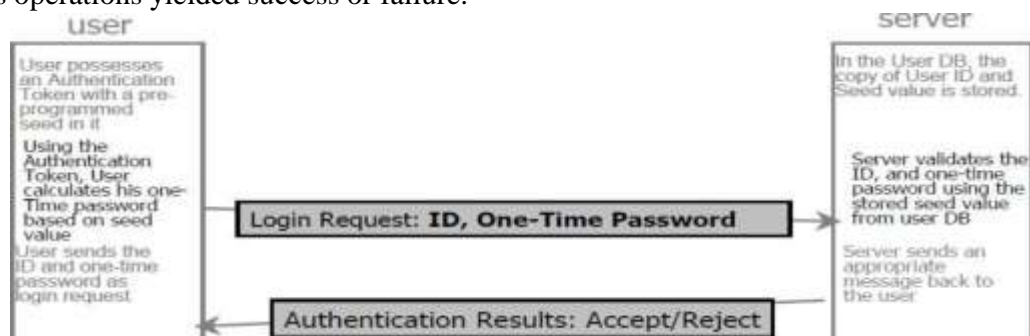 s operations yielded success or failure.
user
server
User possesses
an Authentication
Token with a pre-
programmed
seed in it
Using the
Authentication
Token, User
calculates his one-
Time password
based on seed
value
User sends the
ID and one-time
password as
login request
Login Request: ID, One-Time Password
In the User DB, the
copy of User ID and
Seed value is stored.
Server validates the
ID, and one-time
password using the
stored seed value
from user DB
Server sends an
appropriate
message back to
the user
Authentication Results: Accept/Reject